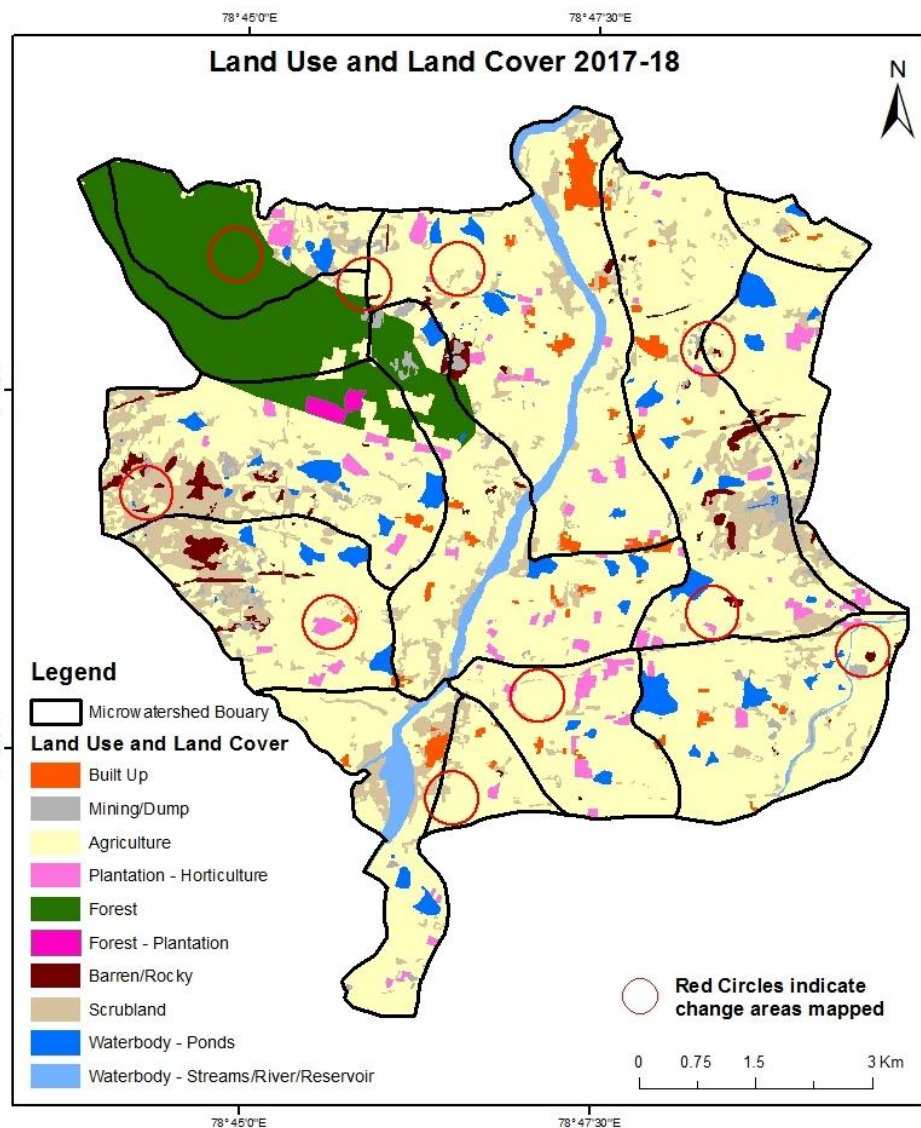 78°45'0"E
78°47'30"E
Land Use and Land Cover 2017-18
N
Legend
Microwatershed Bouary
Land Use and Land Cover
Built Up
Mining/Dump
Agriculture
Plantation - Horticulture
Forest
Forest - Plantation
Barren/Rocky
Scrubland
Waterbody - Ponds
Waterbody - Streams/River/Reservoir
Red Circles indicate
change areas mapped
0 0.75 1.5 3 Km
78°45'0"E
78°47'30"E